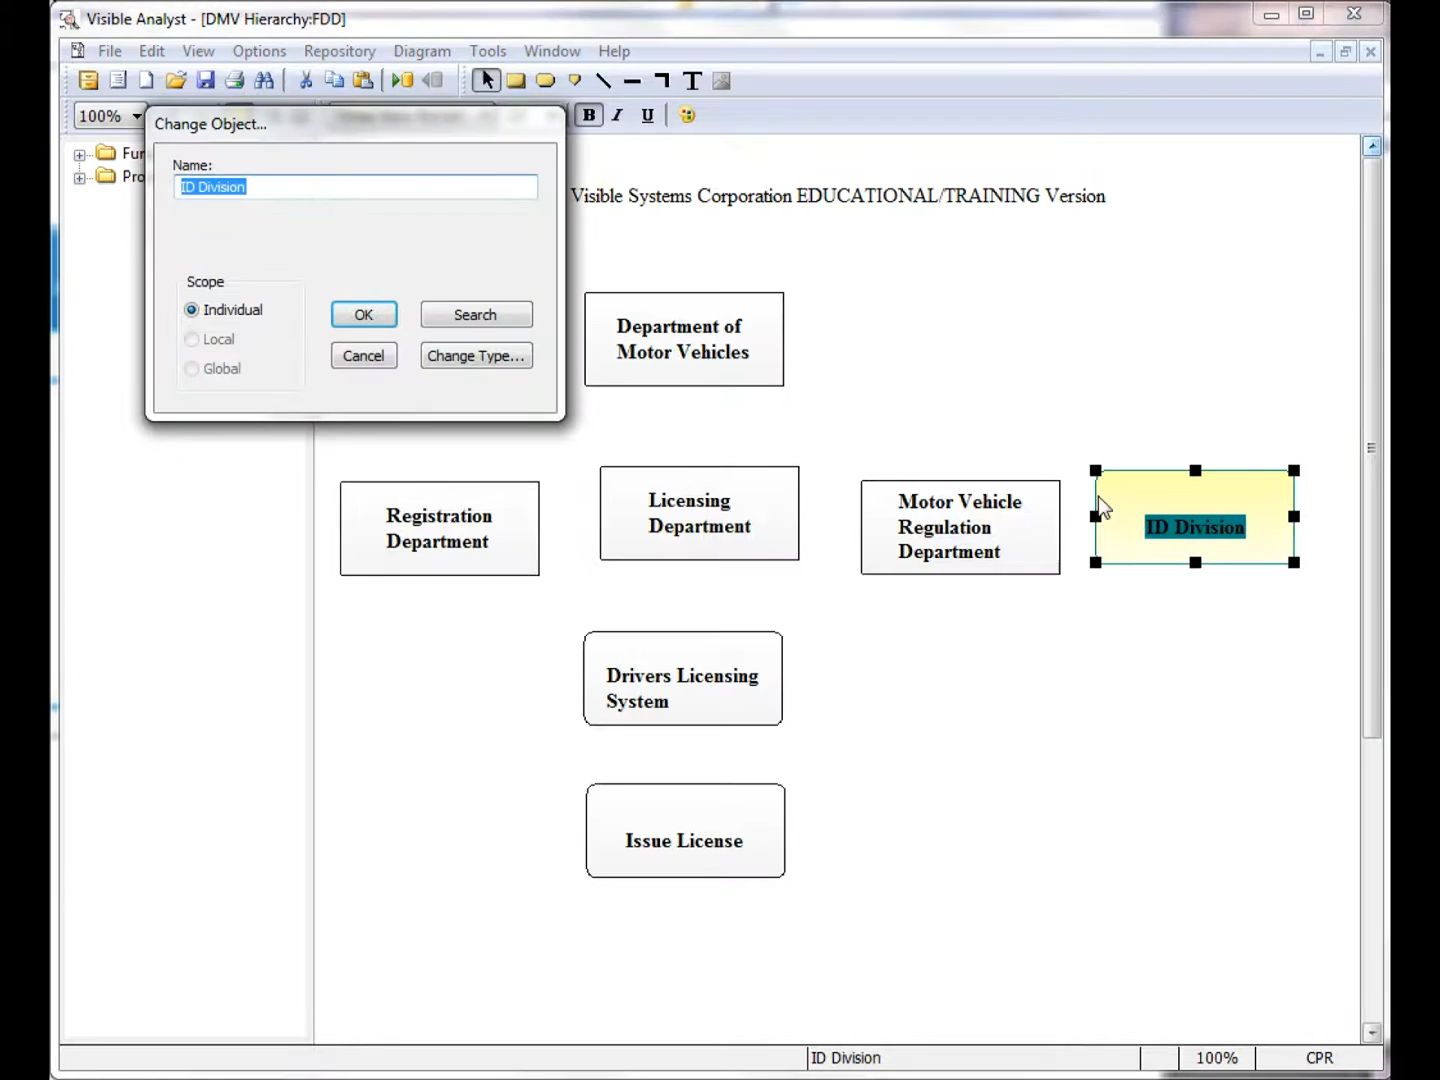 Visible Analyst - [DMV Hierarchy:FDD]
File Edit View Options Repository Diagram Tools Window Help
T
100% B I U
Change Object...
Name:
ID Division
Scope
Individual
Local
Global
OK
Search
Cancel
Change Type...
Fur
Pro
Visible Systems Corporation EDUCATIONAL/TRAINING Version
Department of
Motor Vehicles
Registration
Department
Licensing
Department
Motor Vehicle
Regulation
Department
ID Division
Drivers Licensing
System
Issue License
ID Division 100% CPR